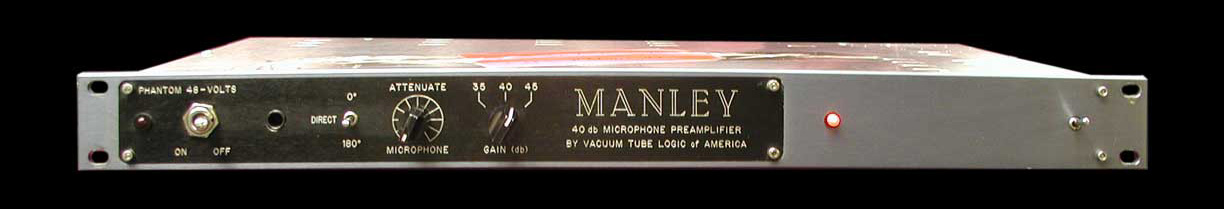 PHANTOM 48-VOLTS
ON OFF
0°
DIRECT
180°
ATTENUATE
MICROPHONE
35 40 45
GAIN (db)
MANLEY
40 db MICROPHONE PREAMPLIFIER
BY VACUUM TUBE LOGIC of AMERICA